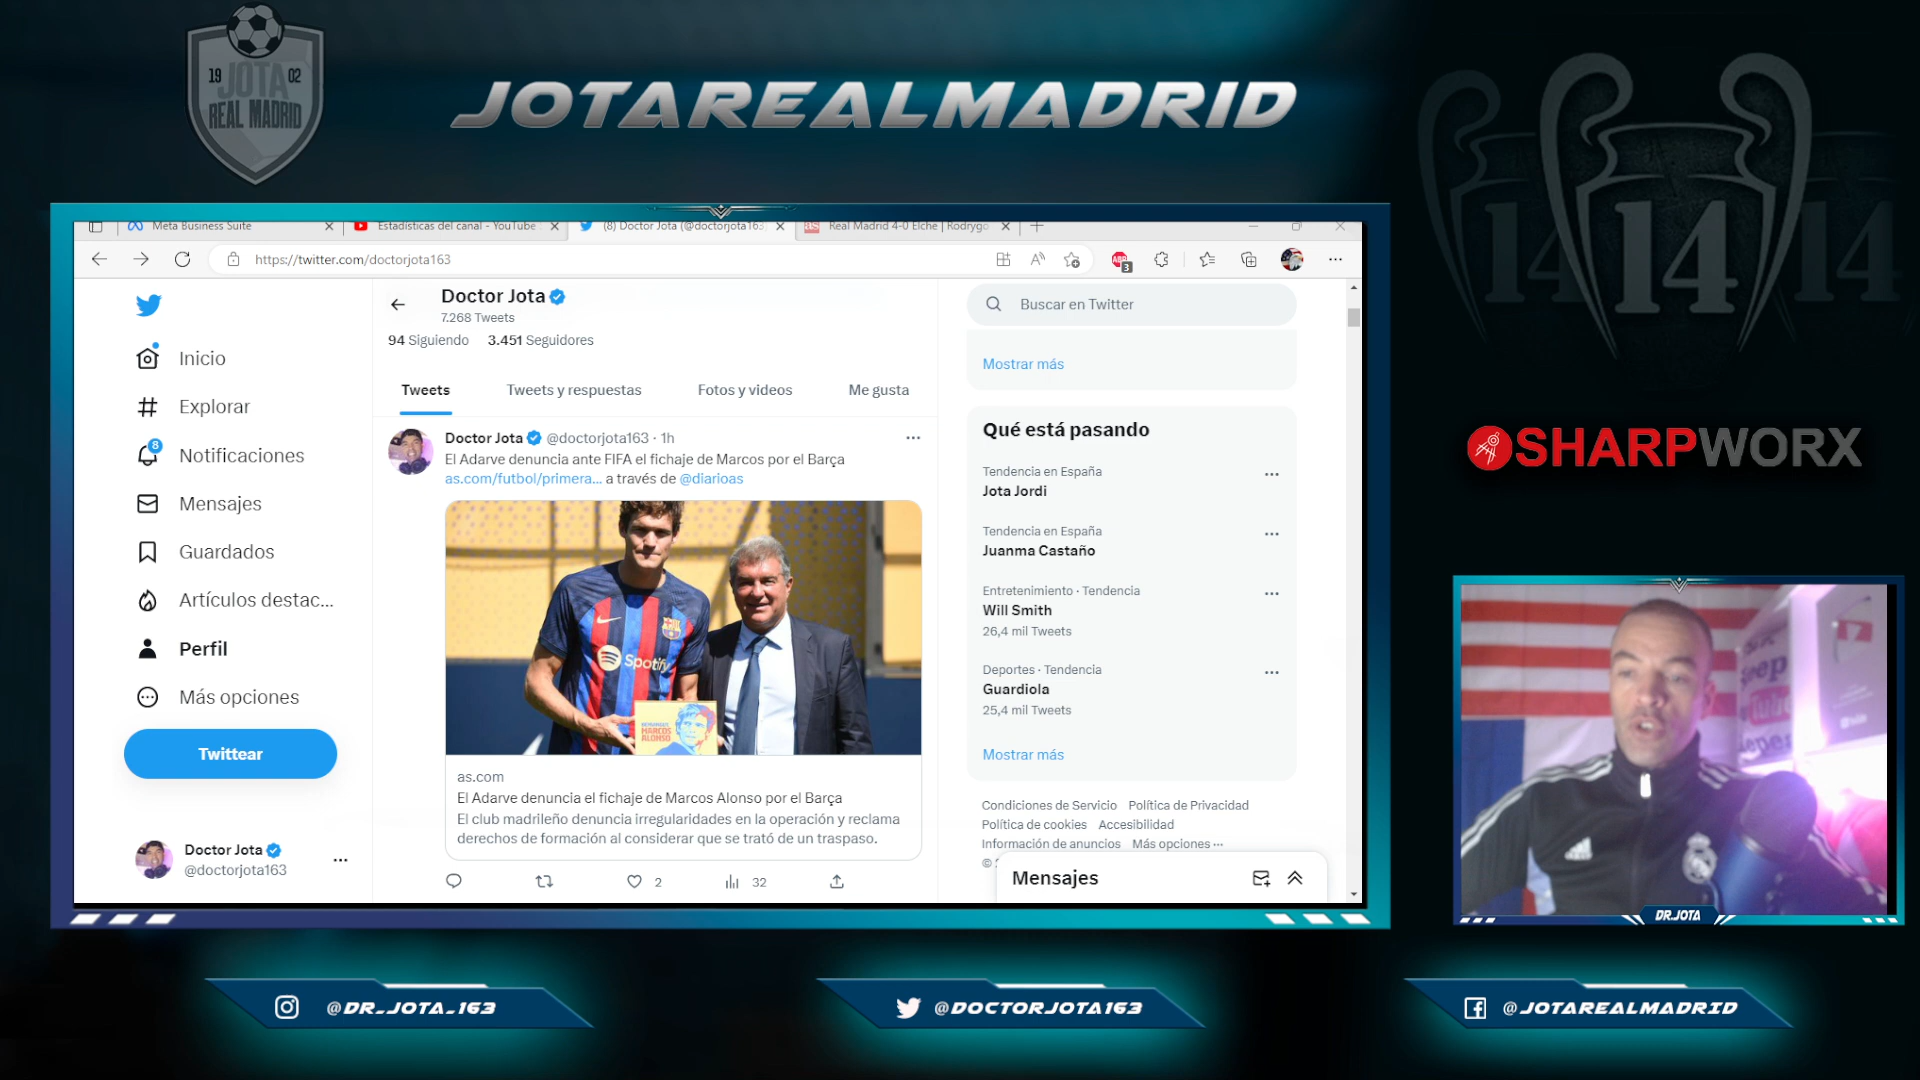 19 JOTA 02
REAL MADRID
JOTAREALMADRID
14
14
14
SHARPWORX
Meta Business Suite
Estadísticas del canal - YouTube
(8) Doctor Jota (@doctorjota163
Real Madrid 4-0 Elche | Rodrygo
https://twitter.com/doctorjota163
ABP
3
Doctor Jota
7.268 Tweets
94 Siguiendo 3.451 Seguidores
Tweets
Tweets y respuestas
Fotos y videos
Me gusta
Inicio
Explorar
8
Notificaciones
Mensajes
Guardados
Artículos destac...
Perfil
Más opciones
Twittear
Doctor Jota
@doctorjota163
Doctor Jota @doctorjota163 · 1h
El Adarve denuncia ante FIFA el fichaje de Marcos por el Barça
as.com/futbol/primera... a través de @diarioas
Spotify
MARCOS
ALONSO
as.com
El Adarve denuncia el fichaje de Marcos Alonso por el Barça
El club madrileño denuncia irregularidades en la operación y reclama
derechos de formación al considerar que se trató de un traspaso.
2
32
Buscar en Twitter
Mostrar más
Qué está pasando
Tendencia en España
Jota Jordi
Tendencia en España
Juanma Castaño
Entretenimiento · Tendencia
Will Smith
26,4 mil Tweets
Deportes · Tendencia
Guardiola
25,4 mil Tweets
Mostrar más
Condiciones de Servicio Política de Privacidad
Política de cookies Accesibilidad
Información de anuncios Más opciones ···
Mensajes
DR.JOTA
@DR_JOTA_163
@DOCTORJOTA163
@JOTAREALMADRID